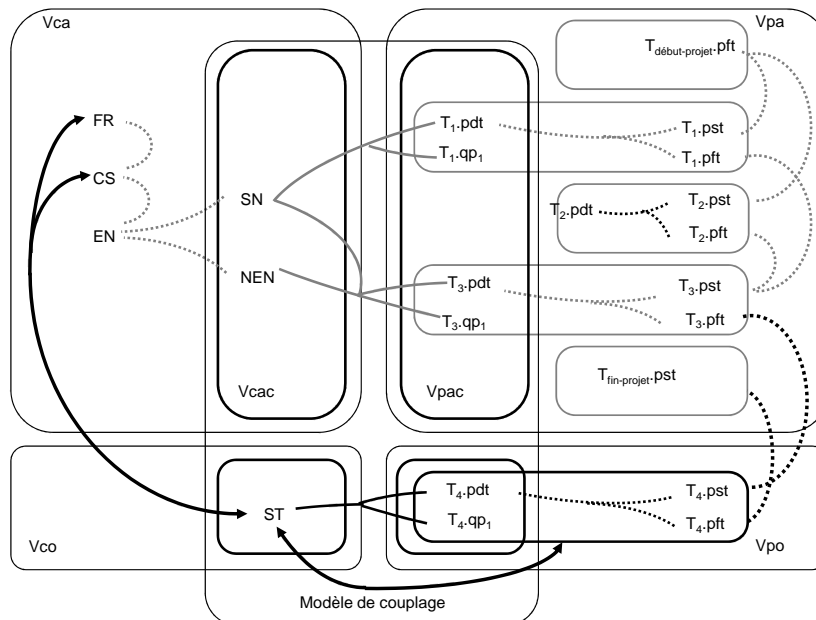 Vca
Vpa
T début-projet.pft
FR
T1.pdt
T1.pst
T1.qp1
T1.pft
CS
SN
T2.pdt
T2.pst
EN
T2.pft
NEN
T3.pdt
T3.pst
T3.qp1
T3.pft
T fin-projet.pst
Vcac
Vpac
T4.pdt
T4.pst
ST
T4.qp1
T4.pft
Vco
Vpo
Modèle de couplage